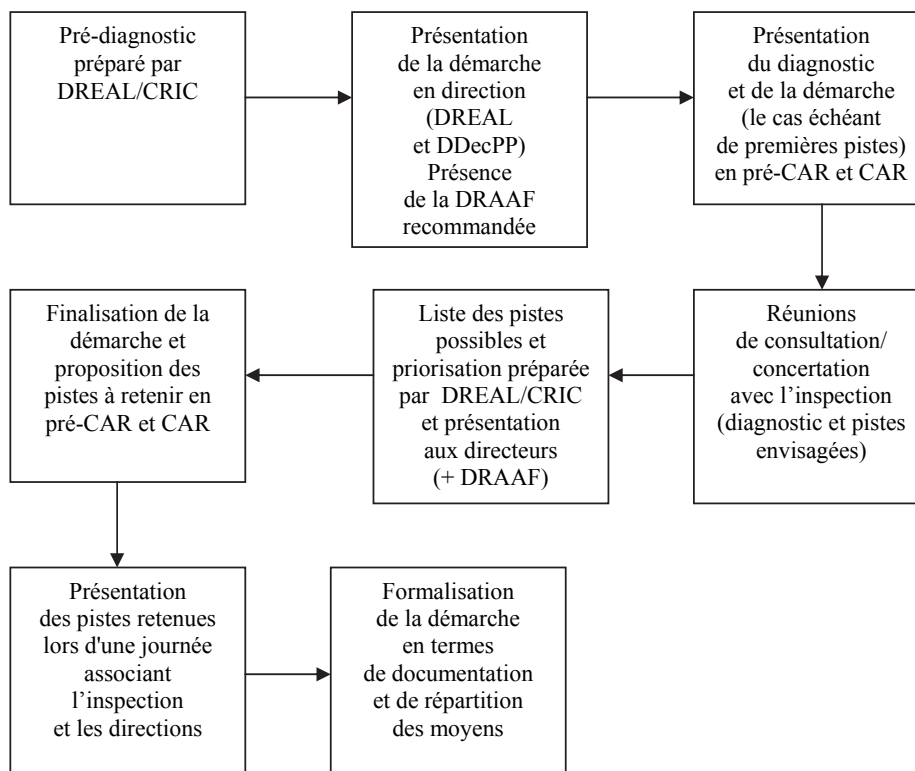 Pré-diagnostic
préparé par
DREAL/CRIC
Présentation
de la démarche
en direction
(DREAL
et DDecPP)
Présence
de la DRAAF
recommandée
Présentation
du diagnostic
et de la démarche
(le cas échéant
de premières pistes)
en pré-CAR et CAR
Réunions
de consultation/
concertation
avec l’inspection
(diagnostic et pistes
envisagées)
Liste des pistes
possibles et
priorisation préparée
par DREAL/CRIC
et présentation
aux directeurs
(+ DRAAF)
Finalisation de la
démarche et
proposition des
pistes à retenir en
pré-CAR et CAR
Présentation
des pistes retenues
lors d'une journée
associant
l’inspection
et les directions
Formalisation
de la démarche
en termes
de documentation
et de répartition
des moyens